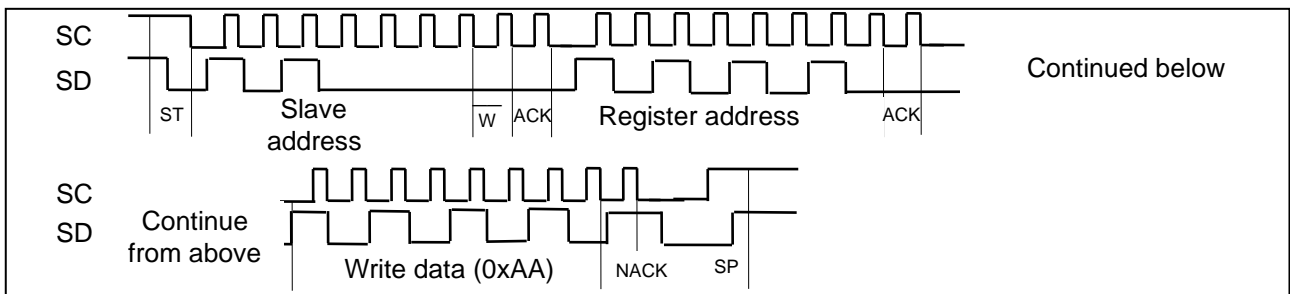 SC
SD
Continued below
ST
Slave
address
W
ACK
Register address
ACK
SC
SD
Continue
from above
Write data (0xAA)
NACK
SP